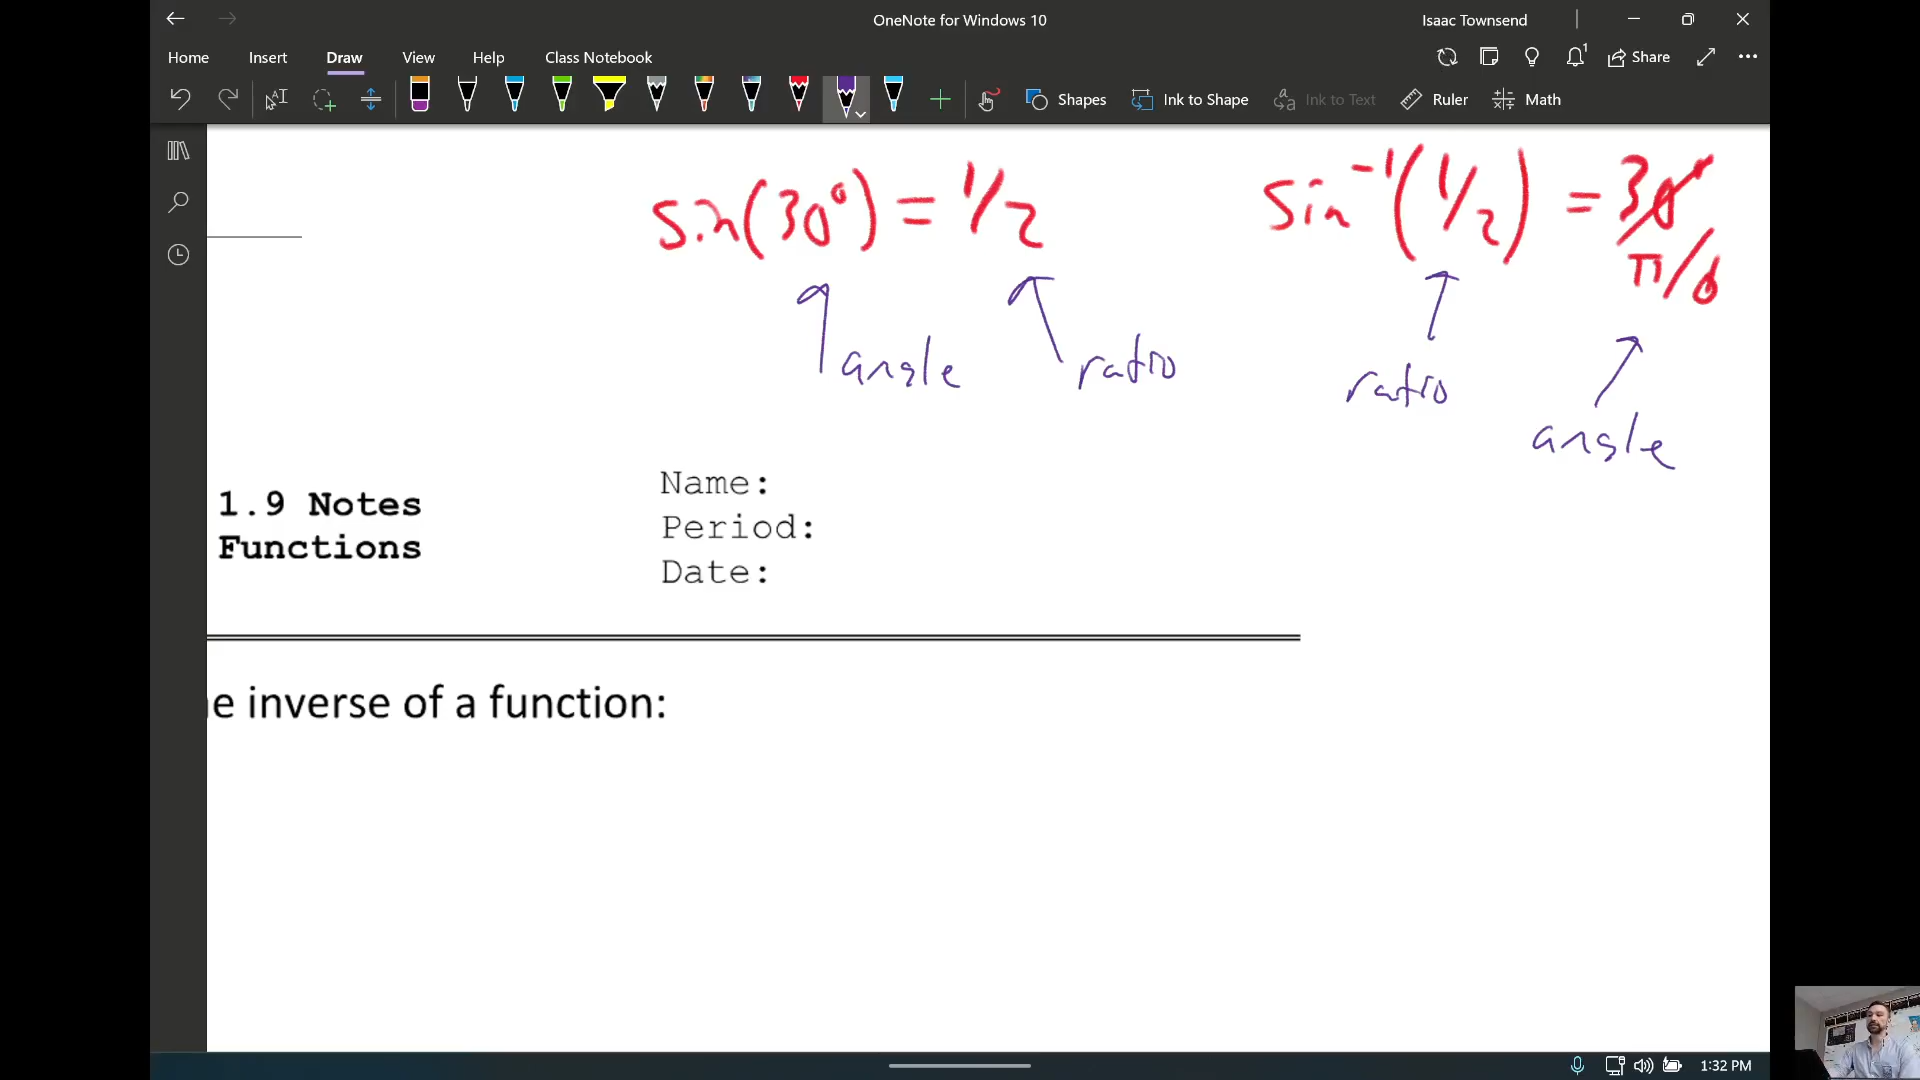 OneNote for Windows 10
Isaac Townsend
Home Insert Draw View Help Class Notebook
1 Share
Shapes Ink to Shape Ink to Text Ruler Math
sin(30°) = 1/2
sin⁻¹(1/2) = 30
π/6
angle
ratio
ratio
angle
1.9 Notes
Functions
Name:
Period:
Date:
e inverse of a function:
1:32 PM